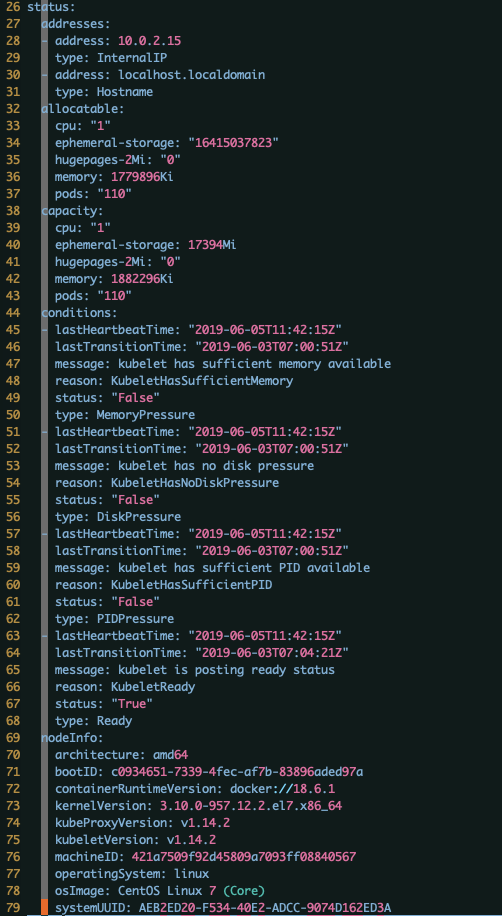 26 status:
27   addresses:
28   - address: 10.0.2.15
29     type: InternalIP
30   - address: localhost.localdomain
31     type: Hostname
32   allocatable:
33     cpu: "1"
34     ephemeral-storage: "16415037823"
35     hugepages-2Mi: "0"
36     memory: 1779896Ki
37     pods: "110"
38   capacity:
39     cpu: "1"
40     ephemeral-storage: 17394Mi
41     hugepages-2Mi: "0"
42     memory: 1882296Ki
43     pods: "110"
44   conditions:
45   - lastHeartbeatTime: "2019-06-05T11:42:15Z"
46     lastTransitionTime: "2019-06-03T07:00:51Z"
47     message: kubelet has sufficient memory available
48     reason: KubeletHasSufficientMemory
49     status: "False"
50     type: MemoryPressure
51   - lastHeartbeatTime: "2019-06-05T11:42:15Z"
52     lastTransitionTime: "2019-06-03T07:00:51Z"
53     message: kubelet has no disk pressure
54     reason: KubeletHasNoDiskPressure
55     status: "False"
56     type: DiskPressure
57   - lastHeartbeatTime: "2019-06-05T11:42:15Z"
58     lastTransitionTime: "2019-06-03T07:00:51Z"
59     message: kubelet has sufficient PID available
60     reason: KubeletHasSufficientPID
61     status: "False"
62     type: PIDPressure
63   - lastHeartbeatTime: "2019-06-05T11:42:15Z"
64     lastTransitionTime: "2019-06-03T07:04:21Z"
65     message: kubelet is posting ready status
66     reason: KubeletReady
67     status: "True"
68     type: Ready
69   nodeInfo:
70     architecture: amd64
71     bootID: c0934651-7339-4fec-af7b-83896aded97a
72     containerRuntimeVersion: docker://18.6.1
73     kernelVersion: 3.10.0-957.12.2.el7.x86_64
74     kubeProxyVersion: v1.14.2
75     kubeletVersion: v1.14.2
76     machineID: 421a7509f92d45809a7093ff08840567
77     operatingSystem: linux
78     osImage: CentOS Linux 7 (Core)
79     systemUUID: AEB2ED20-F534-40E2-ADCC-9074D162ED3A